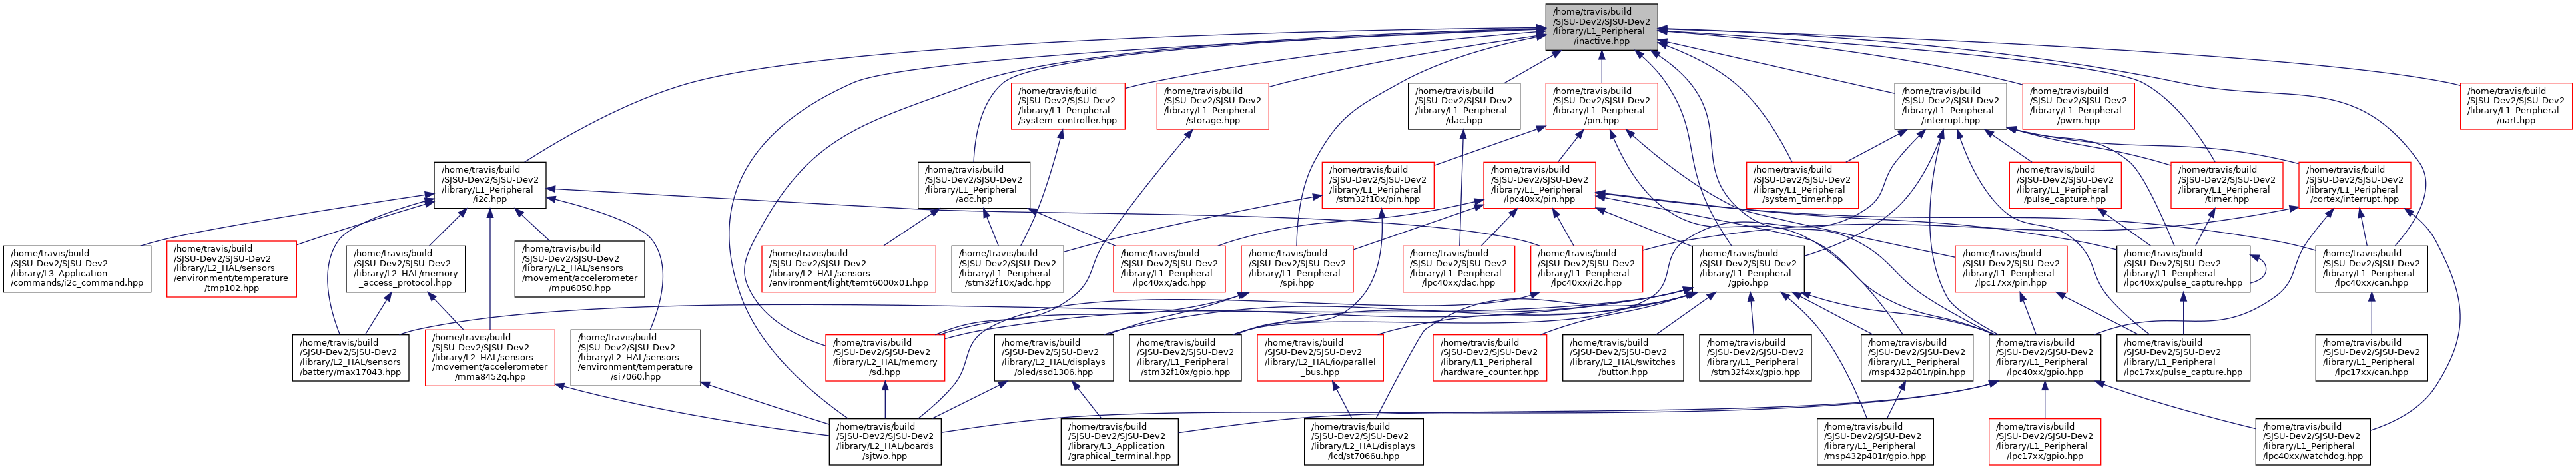 /home/travis/build
/SJSU-Dev2/SJSU-Dev2
/library/L1_Peripheral
/inactive.hpp
/home/travis/build
/SJSU-Dev2/SJSU-Dev2
/library/L1_Peripheral
/system_controller.hpp
/home/travis/build
/SJSU-Dev2/SJSU-Dev2
/library/L1_Peripheral
/storage.hpp
/home/travis/build
/SJSU-Dev2/SJSU-Dev2
/library/L1_Peripheral
/dac.hpp
/home/travis/build
/SJSU-Dev2/SJSU-Dev2
/library/L1_Peripheral
/pin.hpp
/home/travis/build
/SJSU-Dev2/SJSU-Dev2
/library/L1_Peripheral
/interrupt.hpp
/home/travis/build
/SJSU-Dev2/SJSU-Dev2
/library/L1_Peripheral
/pwm.hpp
/home/travis/build
/SJSU-Dev2/SJSU-Dev2
/library/L1_Peripheral
/uart.hpp
/home/travis/build
/SJSU-Dev2/SJSU-Dev2
/library/L1_Peripheral
/i2c.hpp
/home/travis/build
/SJSU-Dev2/SJSU-Dev2
/library/L1_Peripheral
/adc.hpp
/home/travis/build
/SJSU-Dev2/SJSU-Dev2
/library/L1_Peripheral
/stm32f10x/pin.hpp
/home/travis/build
/SJSU-Dev2/SJSU-Dev2
/library/L1_Peripheral
/lpc40xx/pin.hpp
/home/travis/build
/SJSU-Dev2/SJSU-Dev2
/library/L1_Peripheral
/system_timer.hpp
/home/travis/build
/SJSU-Dev2/SJSU-Dev2
/library/L1_Peripheral
/pulse_capture.hpp
/home/travis/build
/SJSU-Dev2/SJSU-Dev2
/library/L1_Peripheral
/timer.hpp
/home/travis/build
/SJSU-Dev2/SJSU-Dev2
/library/L1_Peripheral
/cortex/interrupt.hpp
/home/travis/build
/SJSU-Dev2/SJSU-Dev2
/library/L3_Application
/commands/i2c_command.hpp
/home/travis/build
/SJSU-Dev2/SJSU-Dev2
/library/L2_HAL/sensors
/environment/temperature
/tmp102.hpp
/home/travis/build
/SJSU-Dev2/SJSU-Dev2
/library/L2_HAL/memory
_access_protocol.hpp
/home/travis/build
/SJSU-Dev2/SJSU-Dev2
/library/L2_HAL/sensors
/movement/accelerometer
/mpu6050.hpp
/home/travis/build
/SJSU-Dev2/SJSU-Dev2
/library/L2_HAL/sensors
/environment/light/temt6000x01.hpp
/home/travis/build
/SJSU-Dev2/SJSU-Dev2
/library/L1_Peripheral
/stm32f10x/adc.hpp
/home/travis/build
/SJSU-Dev2/SJSU-Dev2
/library/L1_Peripheral
/lpc40xx/adc.hpp
/home/travis/build
/SJSU-Dev2/SJSU-Dev2
/library/L1_Peripheral
/spi.hpp
/home/travis/build
/SJSU-Dev2/SJSU-Dev2
/library/L1_Peripheral
/lpc40xx/dac.hpp
/home/travis/build
/SJSU-Dev2/SJSU-Dev2
/library/L1_Peripheral
/lpc40xx/i2c.hpp
/home/travis/build
/SJSU-Dev2/SJSU-Dev2
/library/L1_Peripheral
/gpio.hpp
/home/travis/build
/SJSU-Dev2/SJSU-Dev2
/library/L1_Peripheral
/lpc17xx/pin.hpp
/home/travis/build
/SJSU-Dev2/SJSU-Dev2
/library/L1_Peripheral
/lpc40xx/pulse_capture.hpp
/home/travis/build
/SJSU-Dev2/SJSU-Dev2
/library/L1_Peripheral
/lpc40xx/can.hpp
/home/travis/build
/SJSU-Dev2/SJSU-Dev2
/library/L2_HAL/sensors
/battery/max17043.hpp
/home/travis/build
/SJSU-Dev2/SJSU-Dev2
/library/L2_HAL/sensors
/movement/accelerometer
/mma8452q.hpp
/home/travis/build
/SJSU-Dev2/SJSU-Dev2
/library/L2_HAL/sensors
/environment/temperature
/si7060.hpp
/home/travis/build
/SJSU-Dev2/SJSU-Dev2
/library/L2_HAL/memory
/sd.hpp
/home/travis/build
/SJSU-Dev2/SJSU-Dev2
/library/L2_HAL/displays
/oled/ssd1306.hpp
/home/travis/build
/SJSU-Dev2/SJSU-Dev2
/library/L1_Peripheral
/stm32f10x/gpio.hpp
/home/travis/build
/SJSU-Dev2/SJSU-Dev2
/library/L2_HAL/io/parallel
_bus.hpp
/home/travis/build
/SJSU-Dev2/SJSU-Dev2
/library/L1_Peripheral
/hardware_counter.hpp
/home/travis/build
/SJSU-Dev2/SJSU-Dev2
/library/L2_HAL/switches
/button.hpp
/home/travis/build
/SJSU-Dev2/SJSU-Dev2
/library/L1_Peripheral
/stm32f4xx/gpio.hpp
/home/travis/build
/SJSU-Dev2/SJSU-Dev2
/library/L1_Peripheral
/msp432p401r/pin.hpp
/home/travis/build
/SJSU-Dev2/SJSU-Dev2
/library/L1_Peripheral
/lpc40xx/gpio.hpp
/home/travis/build
/SJSU-Dev2/SJSU-Dev2
/library/L1_Peripheral
/lpc17xx/pulse_capture.hpp
/home/travis/build
/SJSU-Dev2/SJSU-Dev2
/library/L1_Peripheral
/lpc17xx/can.hpp
/home/travis/build
/SJSU-Dev2/SJSU-Dev2
/library/L2_HAL/boards
/sjtwo.hpp
/home/travis/build
/SJSU-Dev2/SJSU-Dev2
/library/L3_Application
/graphical_terminal.hpp
/home/travis/build
/SJSU-Dev2/SJSU-Dev2
/library/L2_HAL/displays
/lcd/st7066u.hpp
/home/travis/build
/SJSU-Dev2/SJSU-Dev2
/library/L1_Peripheral
/msp432p401r/gpio.hpp
/home/travis/build
/SJSU-Dev2/SJSU-Dev2
/library/L1_Peripheral
/lpc17xx/gpio.hpp
/home/travis/build
/SJSU-Dev2/SJSU-Dev2
/library/L1_Peripheral
/lpc40xx/watchdog.hpp